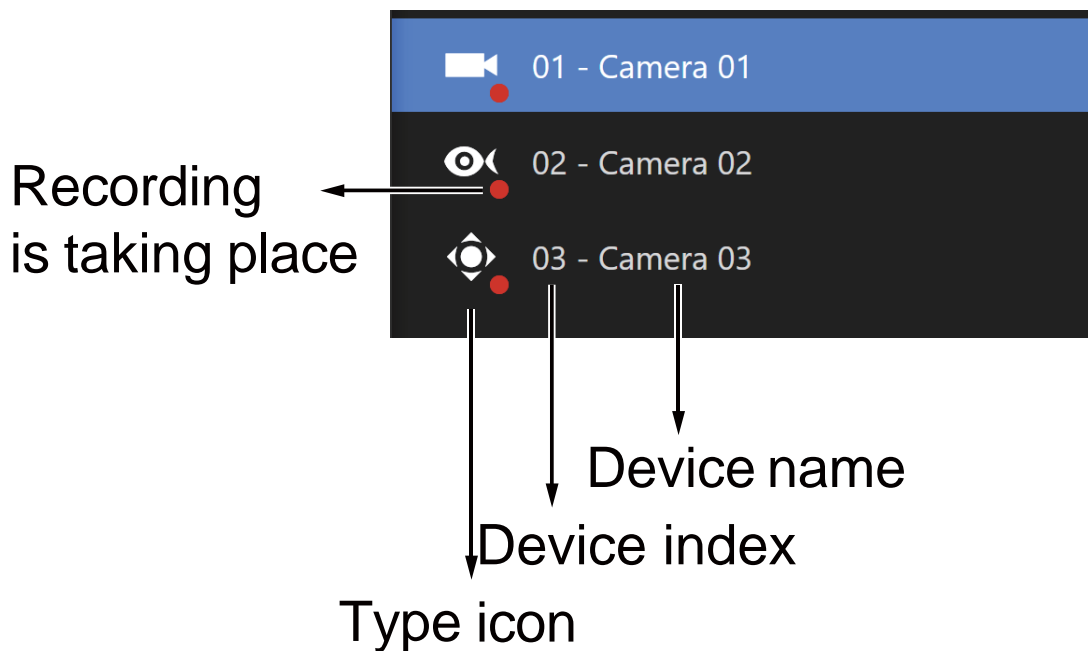 01 - Camera 01
02 - Camera 02
Recording
is taking place
03 - Camera 03
Device name
Device index
Type icon